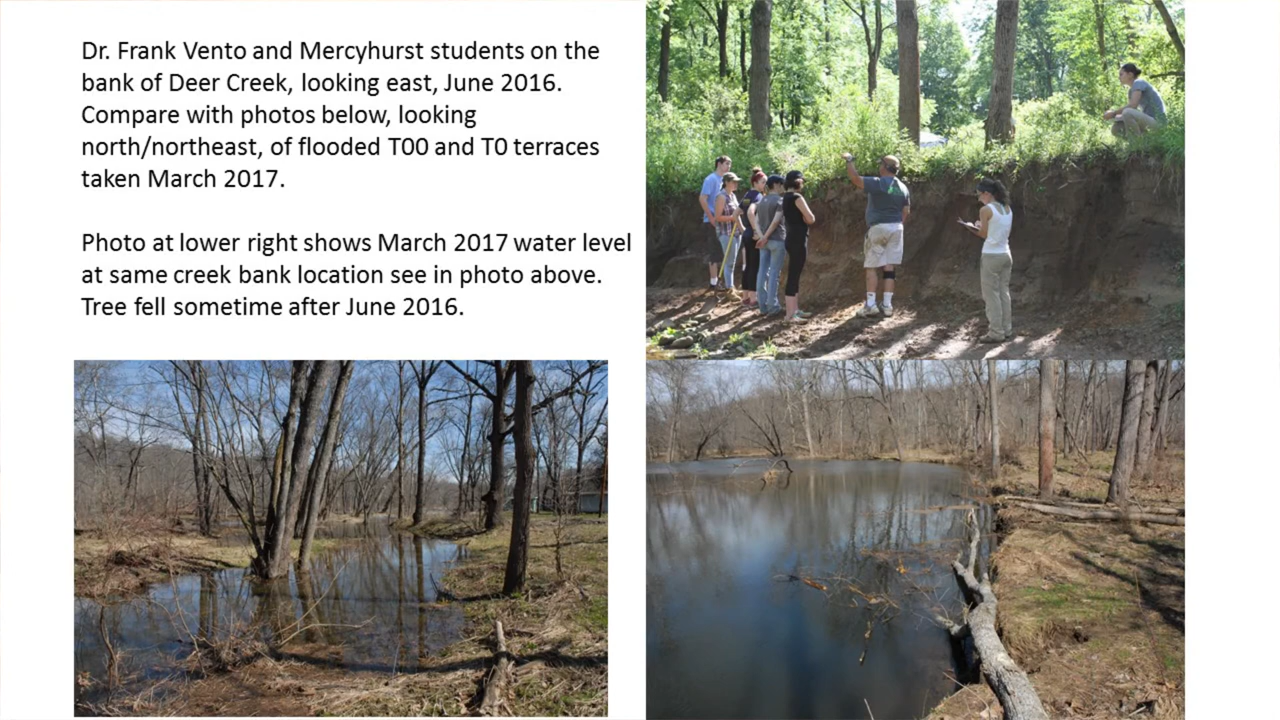 Dr. Frank Vento and Mercyhurst students on the
bank of Deer Creek, looking east, June 2016.
Compare with photos below, looking
north/northeast, of flooded T00 and T0 terraces
taken March 2017.
Photo at lower right shows March 2017 water level
at same creek bank location see in photo above.
Tree fell sometime after June 2016.